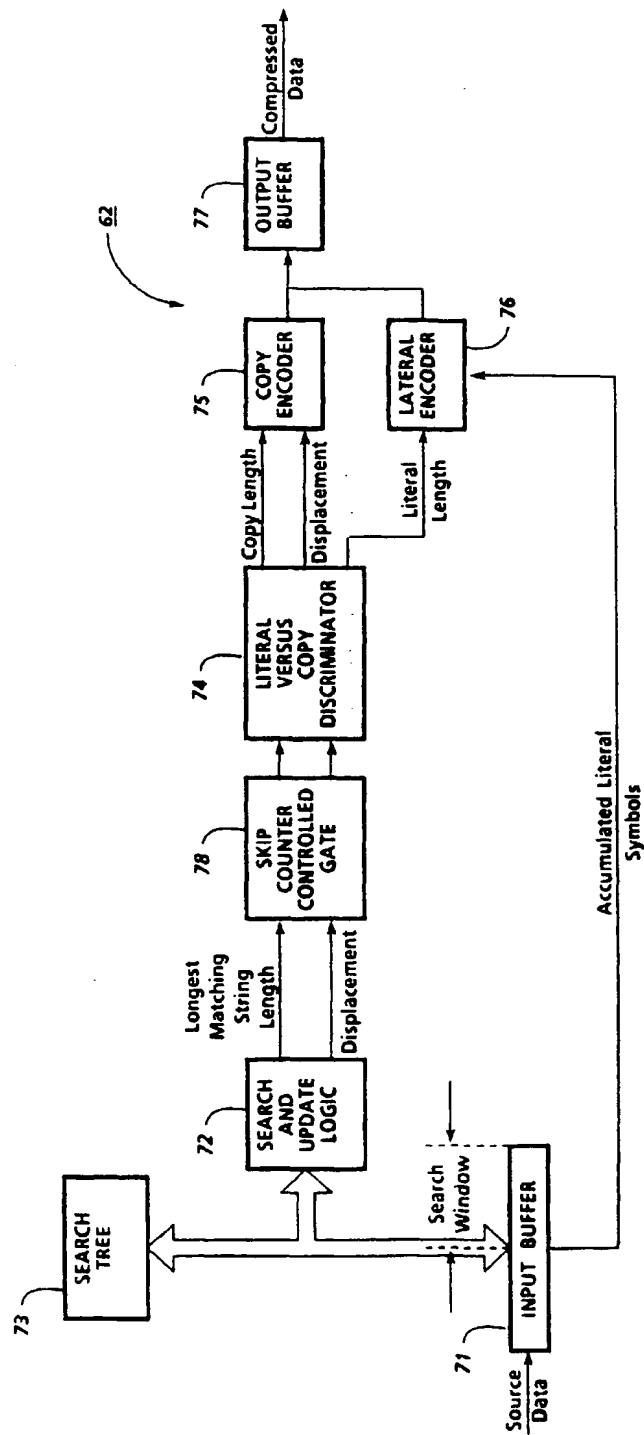 62
73
SEARCH
TREE
72
SEARCH
AND
UPDATE
LOGIC
Longest
Matching
String
Length
Displacement
78
SKIP
COUNTER
CONTROLLED
GATE
74
LITERAL
VERSUS
COPY
DISCRIMINATOR
Copy Length
Displacement
Literal
Length
75
COPY
ENCODER
76
LATERAL
ENCODER
77
OUTPUT
BUFFER
Compressed
Data
Search
Window
71
INPUT BUFFER
Source
Data
Accumulated Literal
Symbols